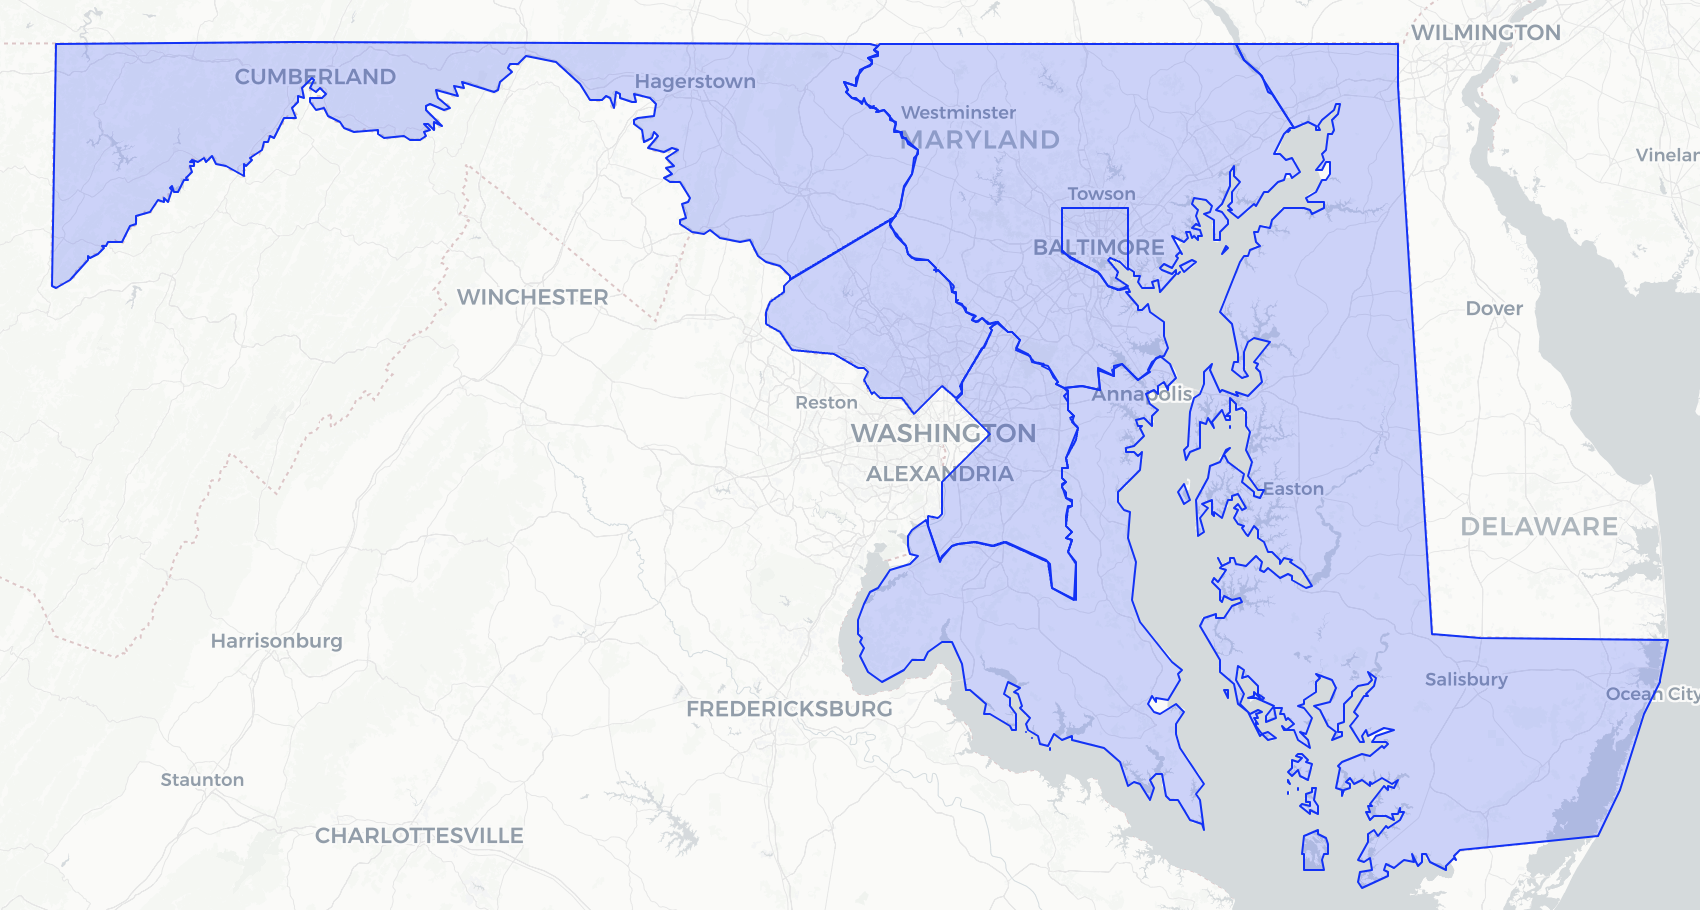 WILMINGTON
CUMBERLAND
Hagerstown
Westminster
MARYLAND
Vinelan
Towson
BALTIMORE
WINCHESTER
Dover
Annapolis
Reston
WASHINGTON
ALEXANDRIA
Easton
DELAWARE
Harrisonburg
Salisbury
Ocean City
FREDERICKSBURG
Staunton
CHARLOTTESVILLE